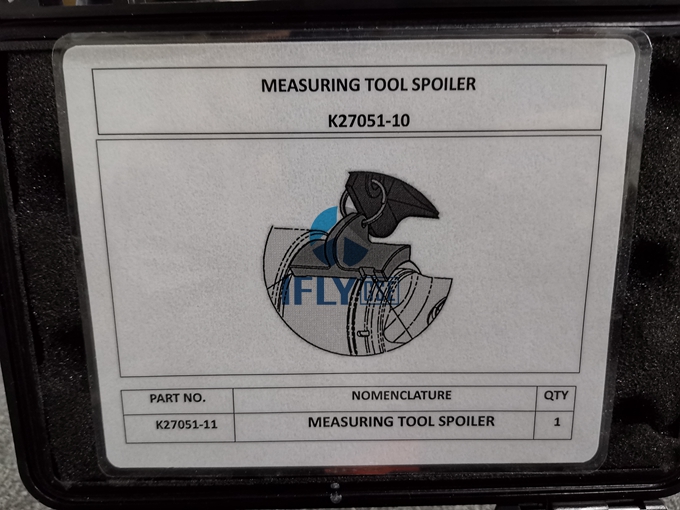 MEASURING TOOL SPOILER
K27051-10
IFLY
PART NO. NOMENCLATURE QTY
K27051-11 MEASURING TOOL SPOILER 1